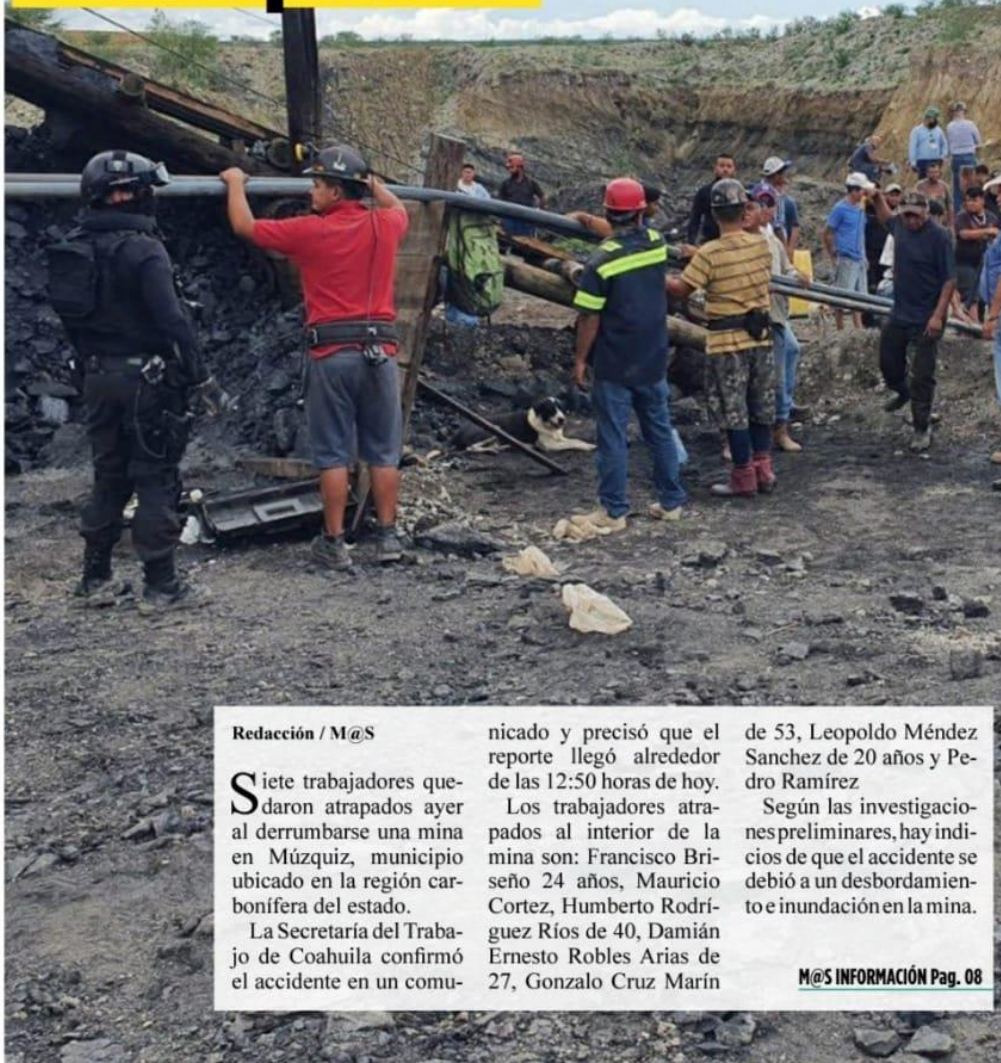 Redacción / M@S
Siete trabajadores que-
daron atrapados ayer
al derrumbarse una mina
en Múzquiz, municipio
ubicado en la región car-
bonífera del estado.
La Secretaría del Traba-
jo de Coahuila confirmó
el accidente en un comu-
nicado y precisó que el
reporte llegó alrededor
de las 12:50 horas de hoy.
Los trabajadores atra-
pados al interior de la
mina son: Francisco Bri-
seño 24 años, Mauricio
Cortez, Humberto Rodrí-
guez Ríos de 40, Damián
Ernesto Robles Arias de
27, Gonzalo Cruz Marín
de 53, Leopoldo Méndez
Sanchez de 20 años y Pe-
dro Ramírez
Según las investigacio-
nes preliminares, hay indi-
cios de que el accidente se
debió a un desbordamien-
to e inundación en la mina.
M@S INFORMACIÓN Pag. 08